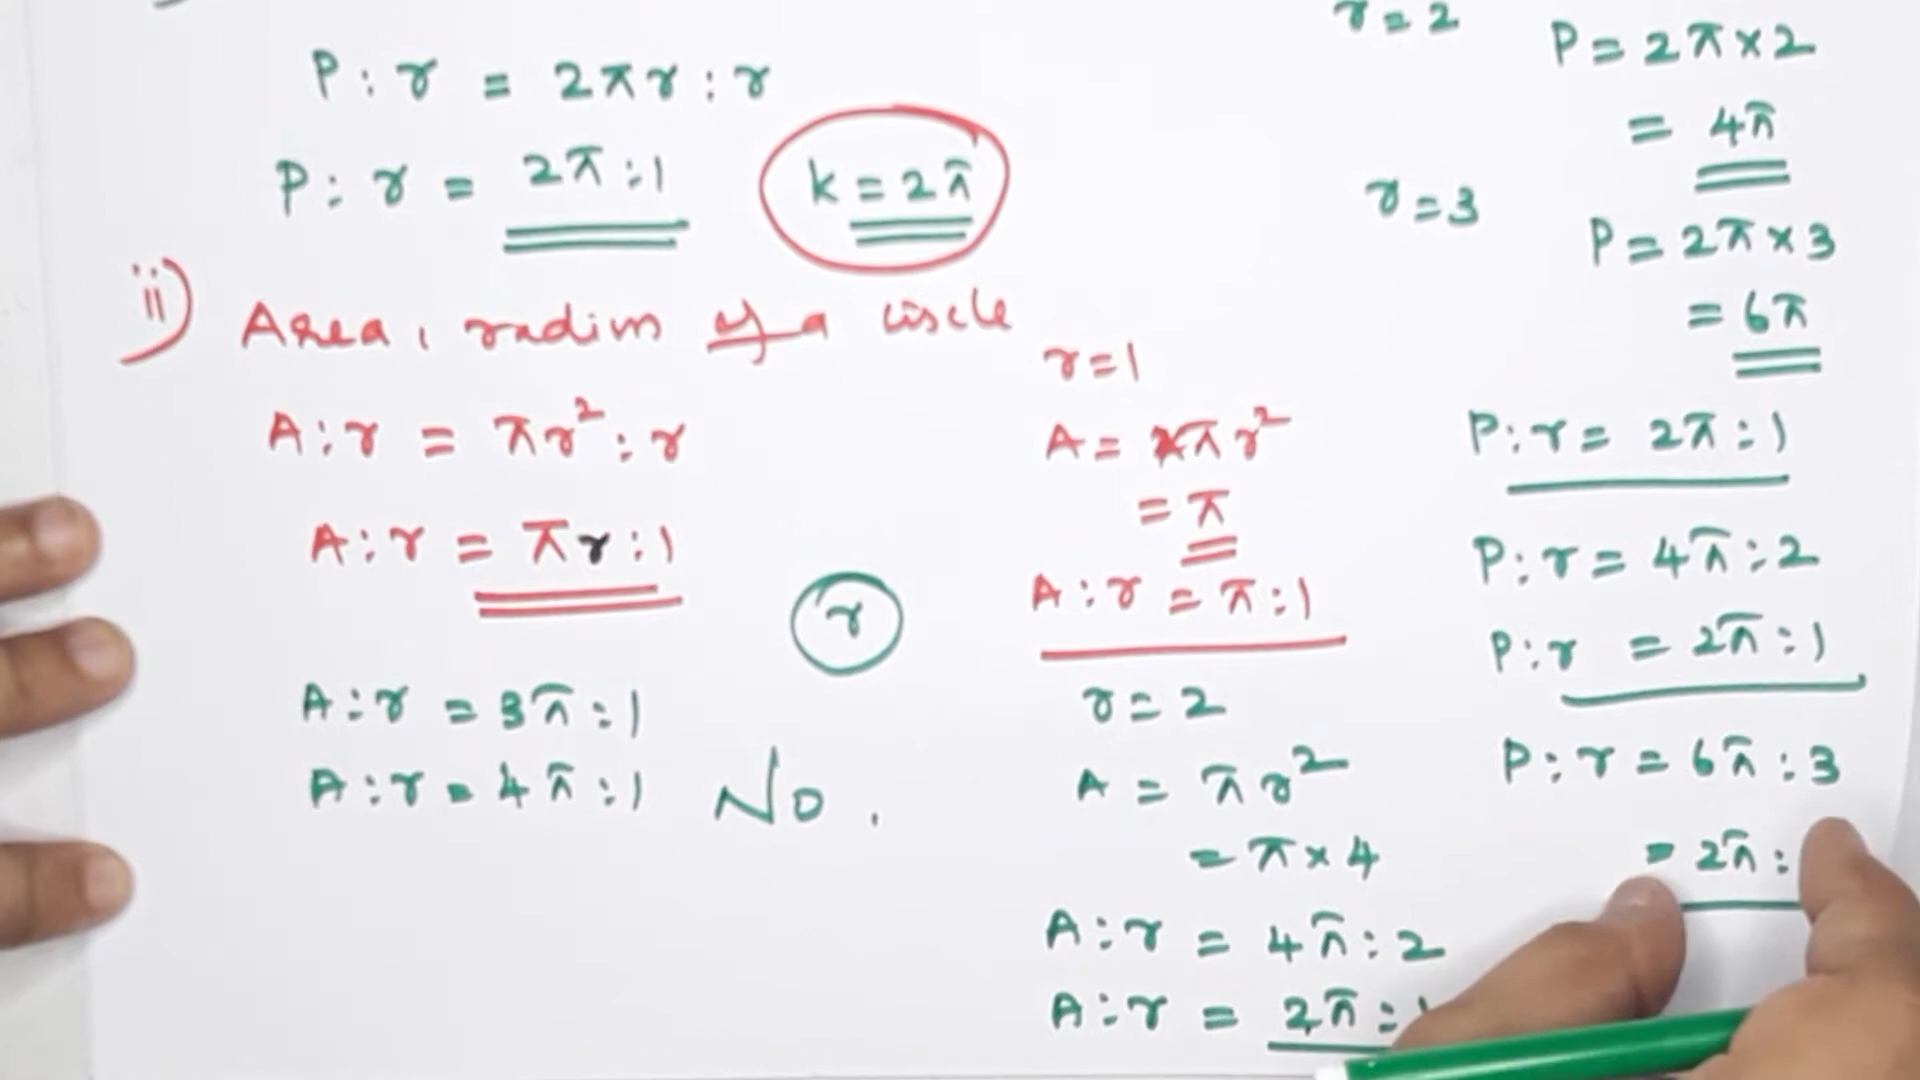 P : r = 2πr : r
P : r = 2π : 1
k = 2π
ii) Area, radius of a circle
A : r = πr² : r
A : r = πr : 1
r
A : r = 3π : 1
A : r = 4π : 1
No.
r = 1
A = πr²
= π
A : r = π : 1
r = 2
A = πr²
= π × 4
A : r = 4π : 2
A : r = 2π : 1
r = 2
P = 2π × 2
= 4π
r = 3
P = 2π × 3
= 6π
P : r = 2π : 1
P : r = 4π : 2
P : r = 2π : 1
P : r = 6π : 3
= 2π :